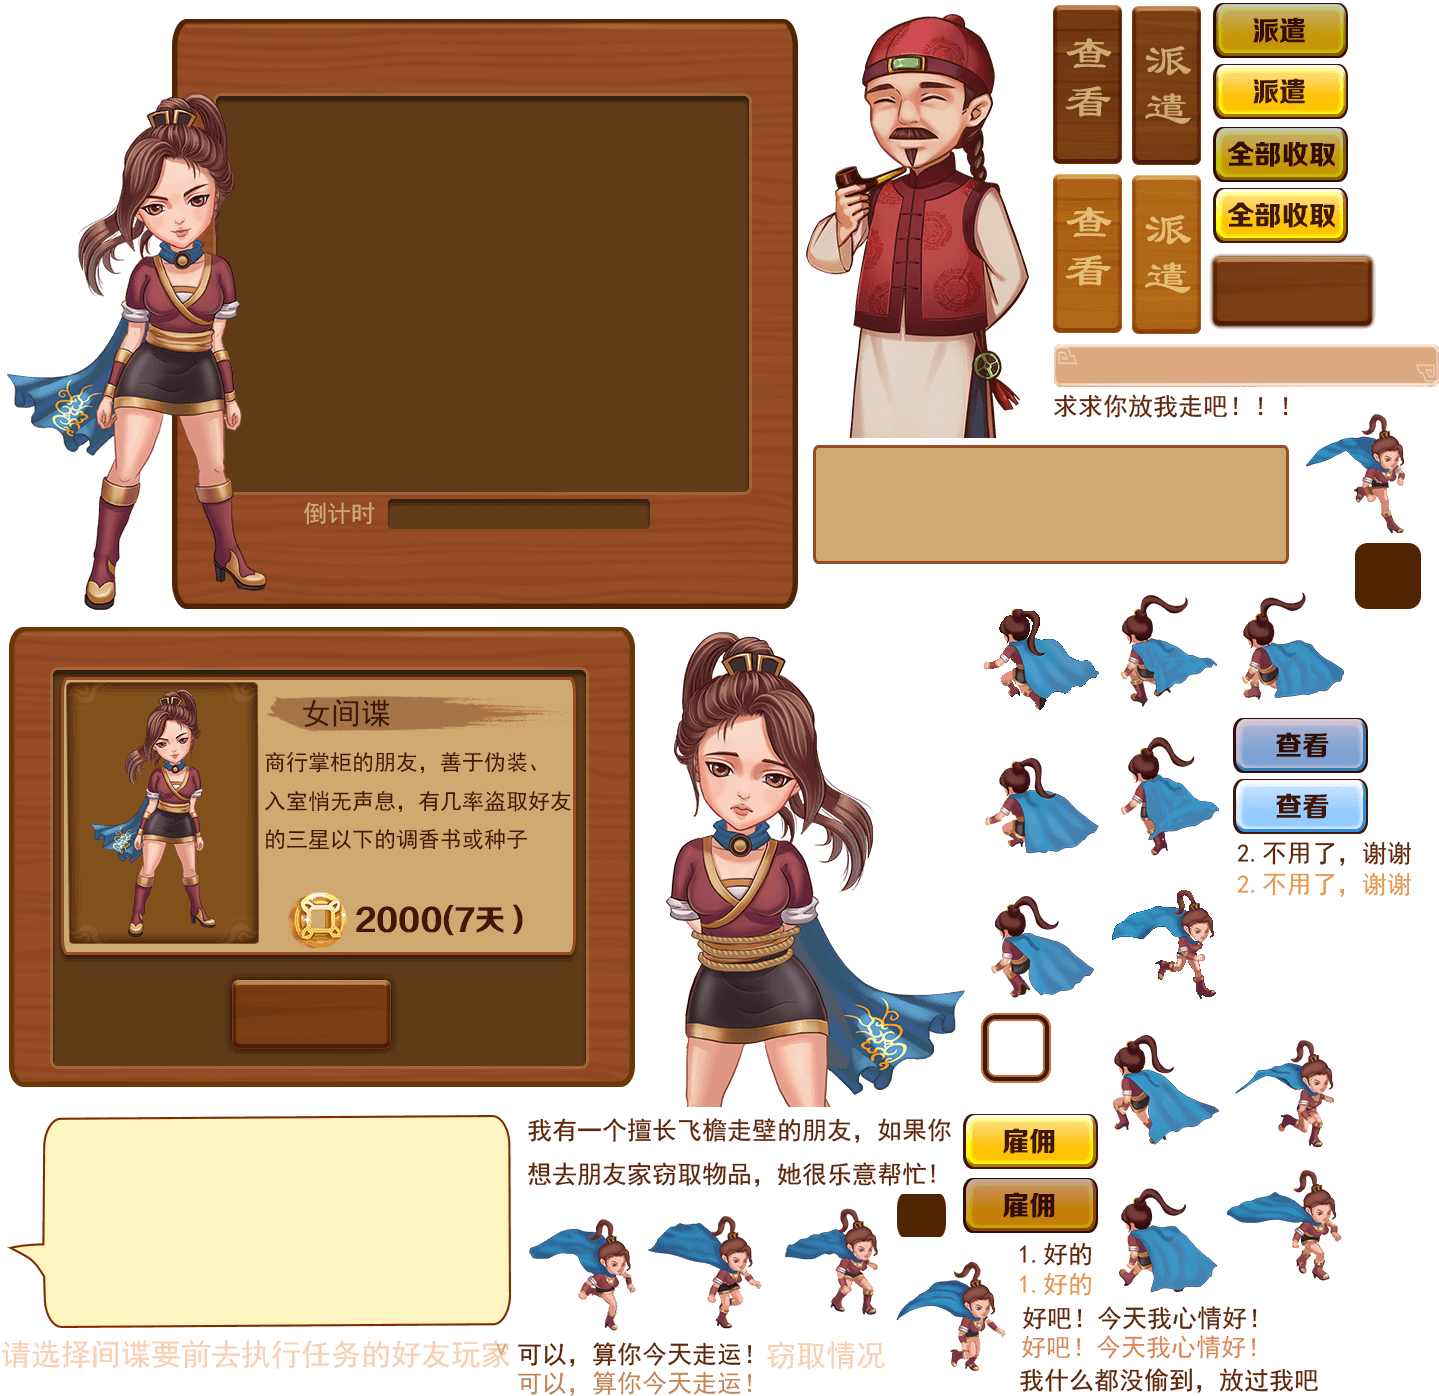 查看
派遣
派遣
派遣
全部收取
全部收取
查看
派遣
求求你放我走吧！！！
倒计时
女间谍
商行掌柜的朋友，善于伪装、
入室悄无声息，有几率盗取好友
的三星以下的调香书或种子
2000(7天)
查看
查看
2.不用了，谢谢
2.不用了，谢谢
我有一个擅长飞檐走壁的朋友，如果你
想去朋友家窃取物品，她很乐意帮忙！
雇佣
雇佣
1.好的
1.好的
好吧！今天我心情好！
好吧！今天我心情好！
我什么都没偷到，放过我吧
请选择间谍要前去执行任务的好友玩家
可以，算你今天走运！
可以，算你今天走运！
窃取情况